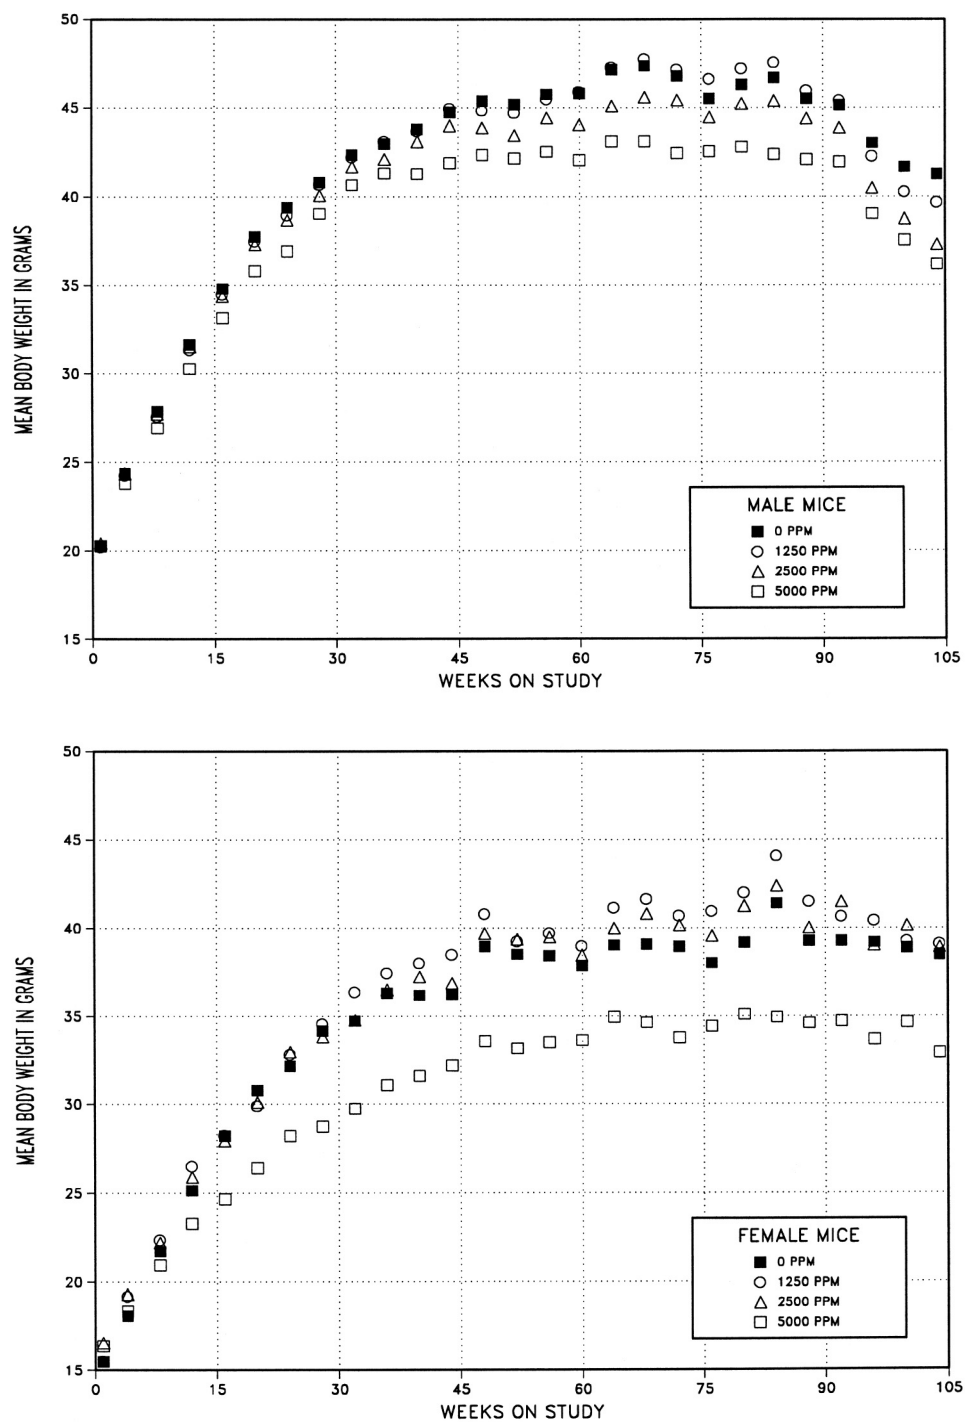 50
45
40
35
30
25
20
15
MEAN BODY WEIGHT IN GRAMS
MALE MICE
0 PPM
1250 PPM
2500 PPM
5000 PPM
0 15 30 45 60 75 90 105
WEEKS ON STUDY
50
45
40
35
30
25
20
15
MEAN BODY WEIGHT IN GRAMS
FEMALE MICE
0 PPM
1250 PPM
2500 PPM
5000 PPM
0 15 30 45 60 75 90 105
WEEKS ON STUDY